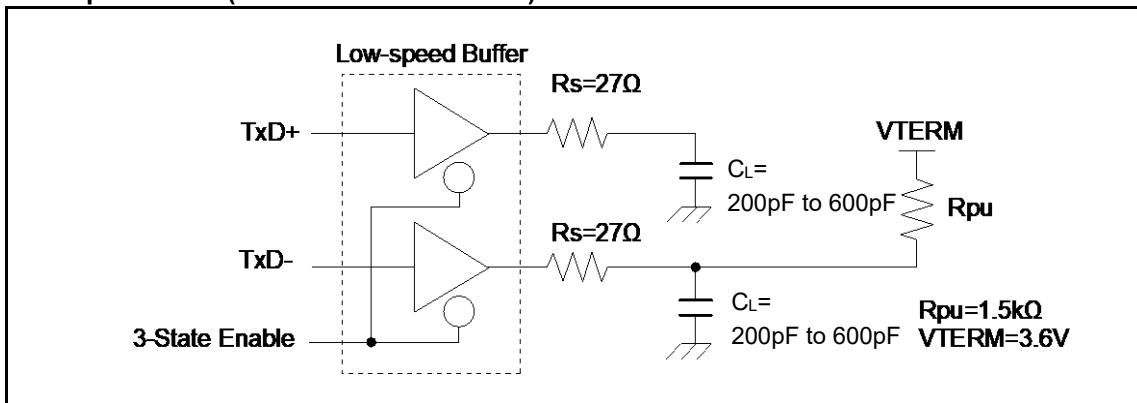 Low-speed Buffer
Rs=27Ω
TxD+
VTERM
CL=
200pF to 600pF
Rpu
Rs=27Ω
TxD-
CL=
200pF to 600pF
Rpu=1.5kΩ
VTERM=3.6V
3-State Enable